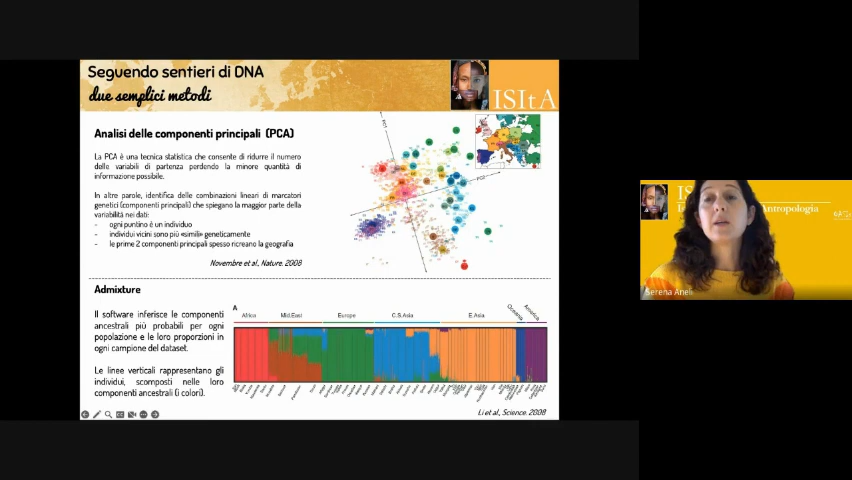 Seguendo sentieri di DNA
due semplici metodi
ISItA
Analisi delle componenti principali (PCA)
La PCA è una tecnica statistica che consente di ridurre il numero
delle variabili di partenza perdendo la minore quantità di
informazione possibile.
In altre parole, identifica delle combinazioni lineari di marcatori
genetici (componenti principali) che spiegano la maggior parte della
variabilità nei dati:
- ogni puntino è un individuo
- individui vicini sono più «simili» geneticamente
- le prime 2 componenti principali spesso ricreano la geografia
Novembre et al., Nature. 2008
Admixture
Il software inferisce le componenti
ancestrali più probabili per ogni
popolazione e le loro proporzioni in
ogni campione del dataset.
Le linee verticali rappresentano gli
individui, scomposti nelle loro
componenti ancestrali (i colori).
A
Africa Mid.East Europe C.S.Asia E.Asia Oceania America
Li et al., Science. 2008
IS
Antropologia
Serena Aneli